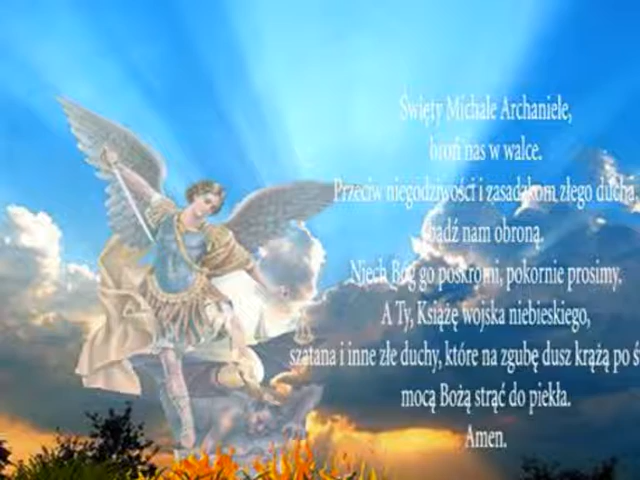 Święty Michale Archaniele,
broń nas w walce.
Przeciw niegodziwości i zasadzkom złego ducha
bądź nam obroną.
Niech Bóg go poskromi, pokornie prosimy.
A Ty, Książę wojska niebieskiego,
szatana i inne złe duchy, które na zgubę dusz krążą po
mocą Bożą strąć do piekła.
Amen.